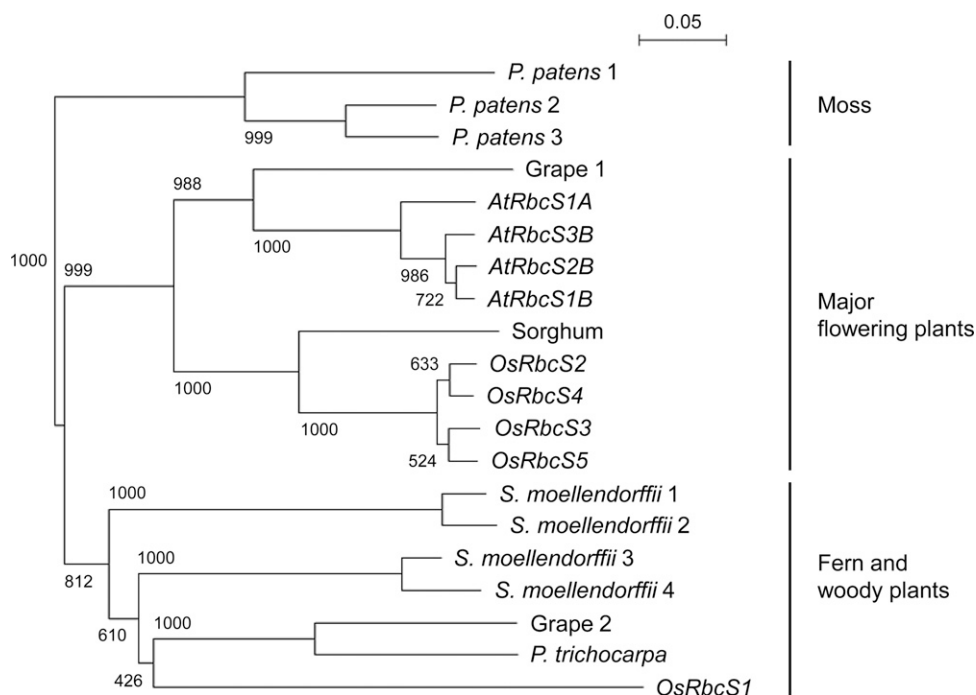 0.05
P. patens 1
P. patens 2
P. patens 3
999
Moss
Grape 1
988
AtRbcS1A
1000
AtRbcS3B
986
AtRbcS2B
722
AtRbcS1B
1000
999
Major
flowering plants
Sorghum
1000
633
OsRbcS2
OsRbcS4
1000
OsRbcS3
524
OsRbcS5
1000
S. moellendorffii 1
S. moellendorffii 2
812
1000
S. moellendorffii 3
S. moellendorffii 4
Fern and
woody plants
610
1000
Grape 2
P. trichocarpa
426
OsRbcS1